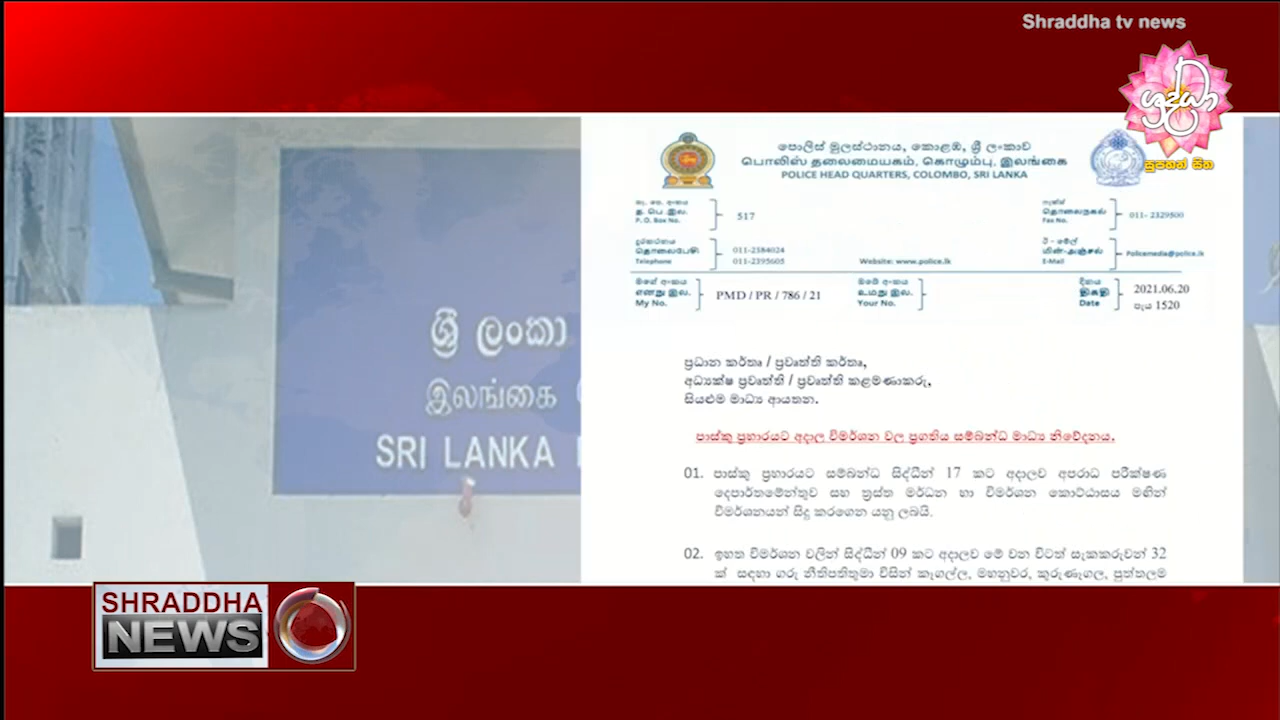 Shraddha tv news
ශ්‍රද්ධා
සුපහන් සිත
පොලිස් මූලස්ථානය, කොළඹ, ශ්‍රී ලංකාව
பொலிஸ் தலைமையகம், கொழும்பு, இலங்கை
POLICE HEAD QUARTERS, COLOMBO, SRI LANKA
තැ. පෙ. අංකය
த. பெ. இல.
P. O. Box No.
517
ෆැක්ස්
தொலைநகல்
Fax No.
011- 2329500
දුරකථනය
தொலைபேசி
Telephone
011-2384024
011-2395605
Website: www.police.lk
ඊ - මේල්
மின்-அஞ்சல்
E-Mail
Policemedia@police.lk
මගේ අංකය
எனது இல.
My No.
PMD / PR / 786 / 21
ඔබේ අංකය
உமது இல.
Your No.
දිනය
திகதி
Date
2021.06.20
පැය 1520
ප්‍රධාන කර්තෘ / ප්‍රවෘත්ති කර්තෘ,
අධ්‍යක්ෂ ප්‍රවෘත්ති / ප්‍රවෘත්ති කළමණාකරු,
සියළුම මාධ්‍ය ආයතන.
පාස්කු ප්‍රහාරයට අදාල විමර්ශන වල ප්‍රගතිය සම්බන්ධ මාධ්‍ය නිවේදනය.
01. පාස්කු ප්‍රහාරයට සම්බන්ධ සිද්ධීන් 17 කට අදාලව අපරාධ පරීක්ෂණ
දෙපාර්තමේන්තුව සහ ත්‍රස්ත මර්ධන හා විමර්ශන කොට්ඨාසය මඟින්
විමර්ශනයන් සිදු කරගෙන යනු ලබයි.
02. ඉහත විමර්ශන වලින් සිද්ධීන් 09 කට අදාලව මේ වන විටත් සැකකරුවන් 32
ක් සඳහා ගරු නීතිපතිතුමා විසින් කෑගල්ල, මහනුවර, කුරුණෑගල, පුත්තලම
ශ්‍රී ලංකා
இலங்கை
SRI LANKA
SHRADDHA
NEWS